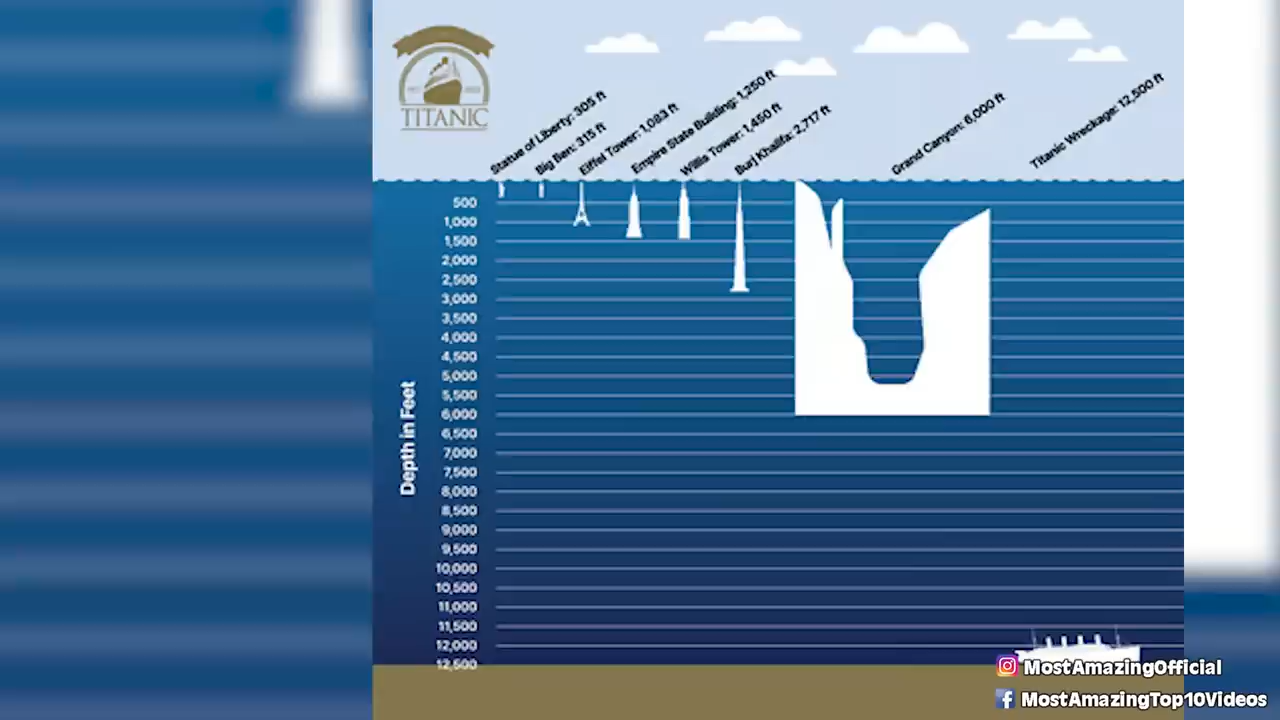 TITANIC
Statue of Liberty: 305 ft
Big Ben: 315 ft
Eiffel Tower: 1,083 ft
Empire State Building: 1,250 ft
Willis Tower: 1,450 ft
Burj Khalifa: 2,717 ft
Grand Canyon: 6,000 ft
Titanic Wreckage: 12,500 ft
Depth in Feet
500
1,000
1,500
2,000
2,500
3,000
3,500
4,000
4,500
5,000
5,500
6,000
6,500
7,000
7,500
8,000
8,500
9,000
9,500
10,000
10,500
11,000
11,500
12,000
12,500
MostAmazingOfficial
MostAmazingTop10Videos